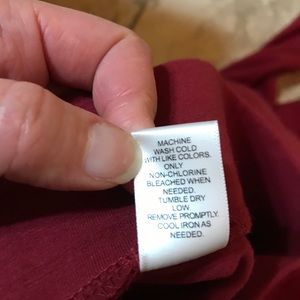 MACHINE
WASH COLD
WITH LIKE COLORS.
ONLY
NON-CHLORINE
BLEACHED WHEN
NEEDED.
TUMBLE DRY
LOW.
REMOVE PROMPTLY.
COOL IRON AS
NEEDED.